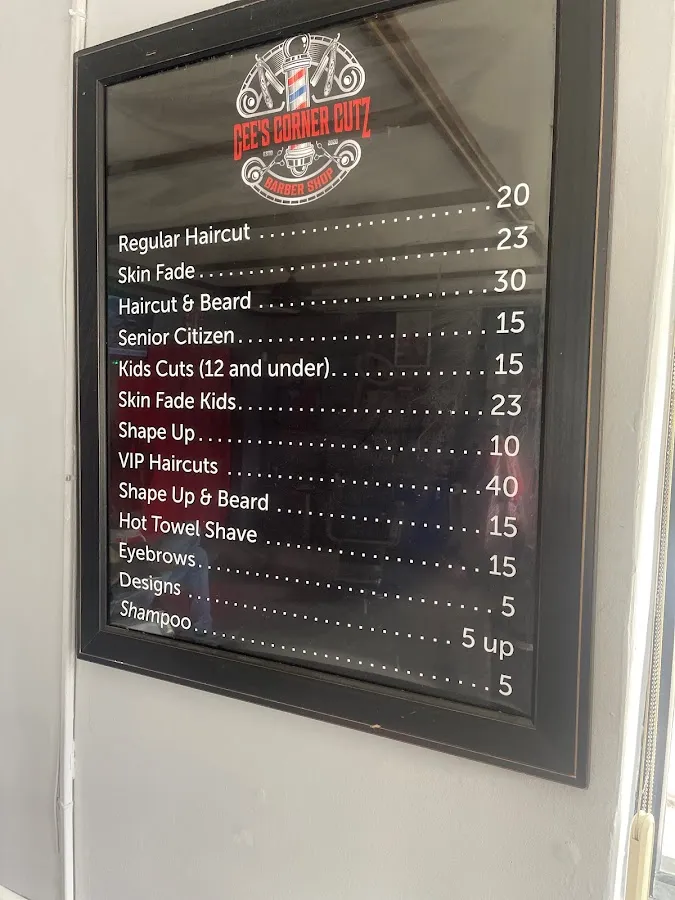 CEE'S CORNER CUTZ
BARBER SHOP
Regular Haircut .......................... 20
Skin Fade .......................... 23
Haircut & Beard .......................... 30
Senior Citizen .......................... 15
Kids Cuts (12 and under) .......................... 15
Skin Fade Kids .......................... 23
Shape Up .......................... 10
VIP Haircuts .......................... 40
Shape Up & Beard .......................... 15
Hot Towel Shave .......................... 15
Eyebrows .......................... 5
Designs .......................... 5 up
Shampoo .......................... 5